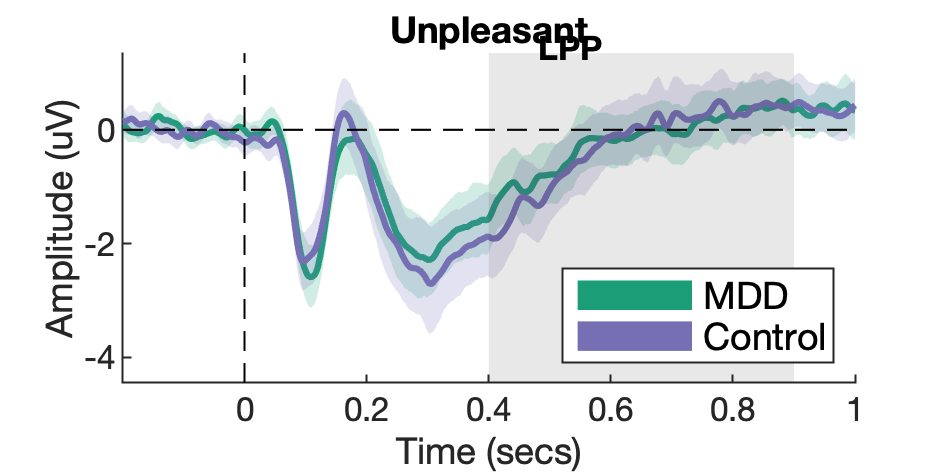 Unpleasant
LPP
Amplitude (uV)
0
-2
-4
MDD
Control
0 0.2 0.4 0.6 0.8 1
Time (secs)